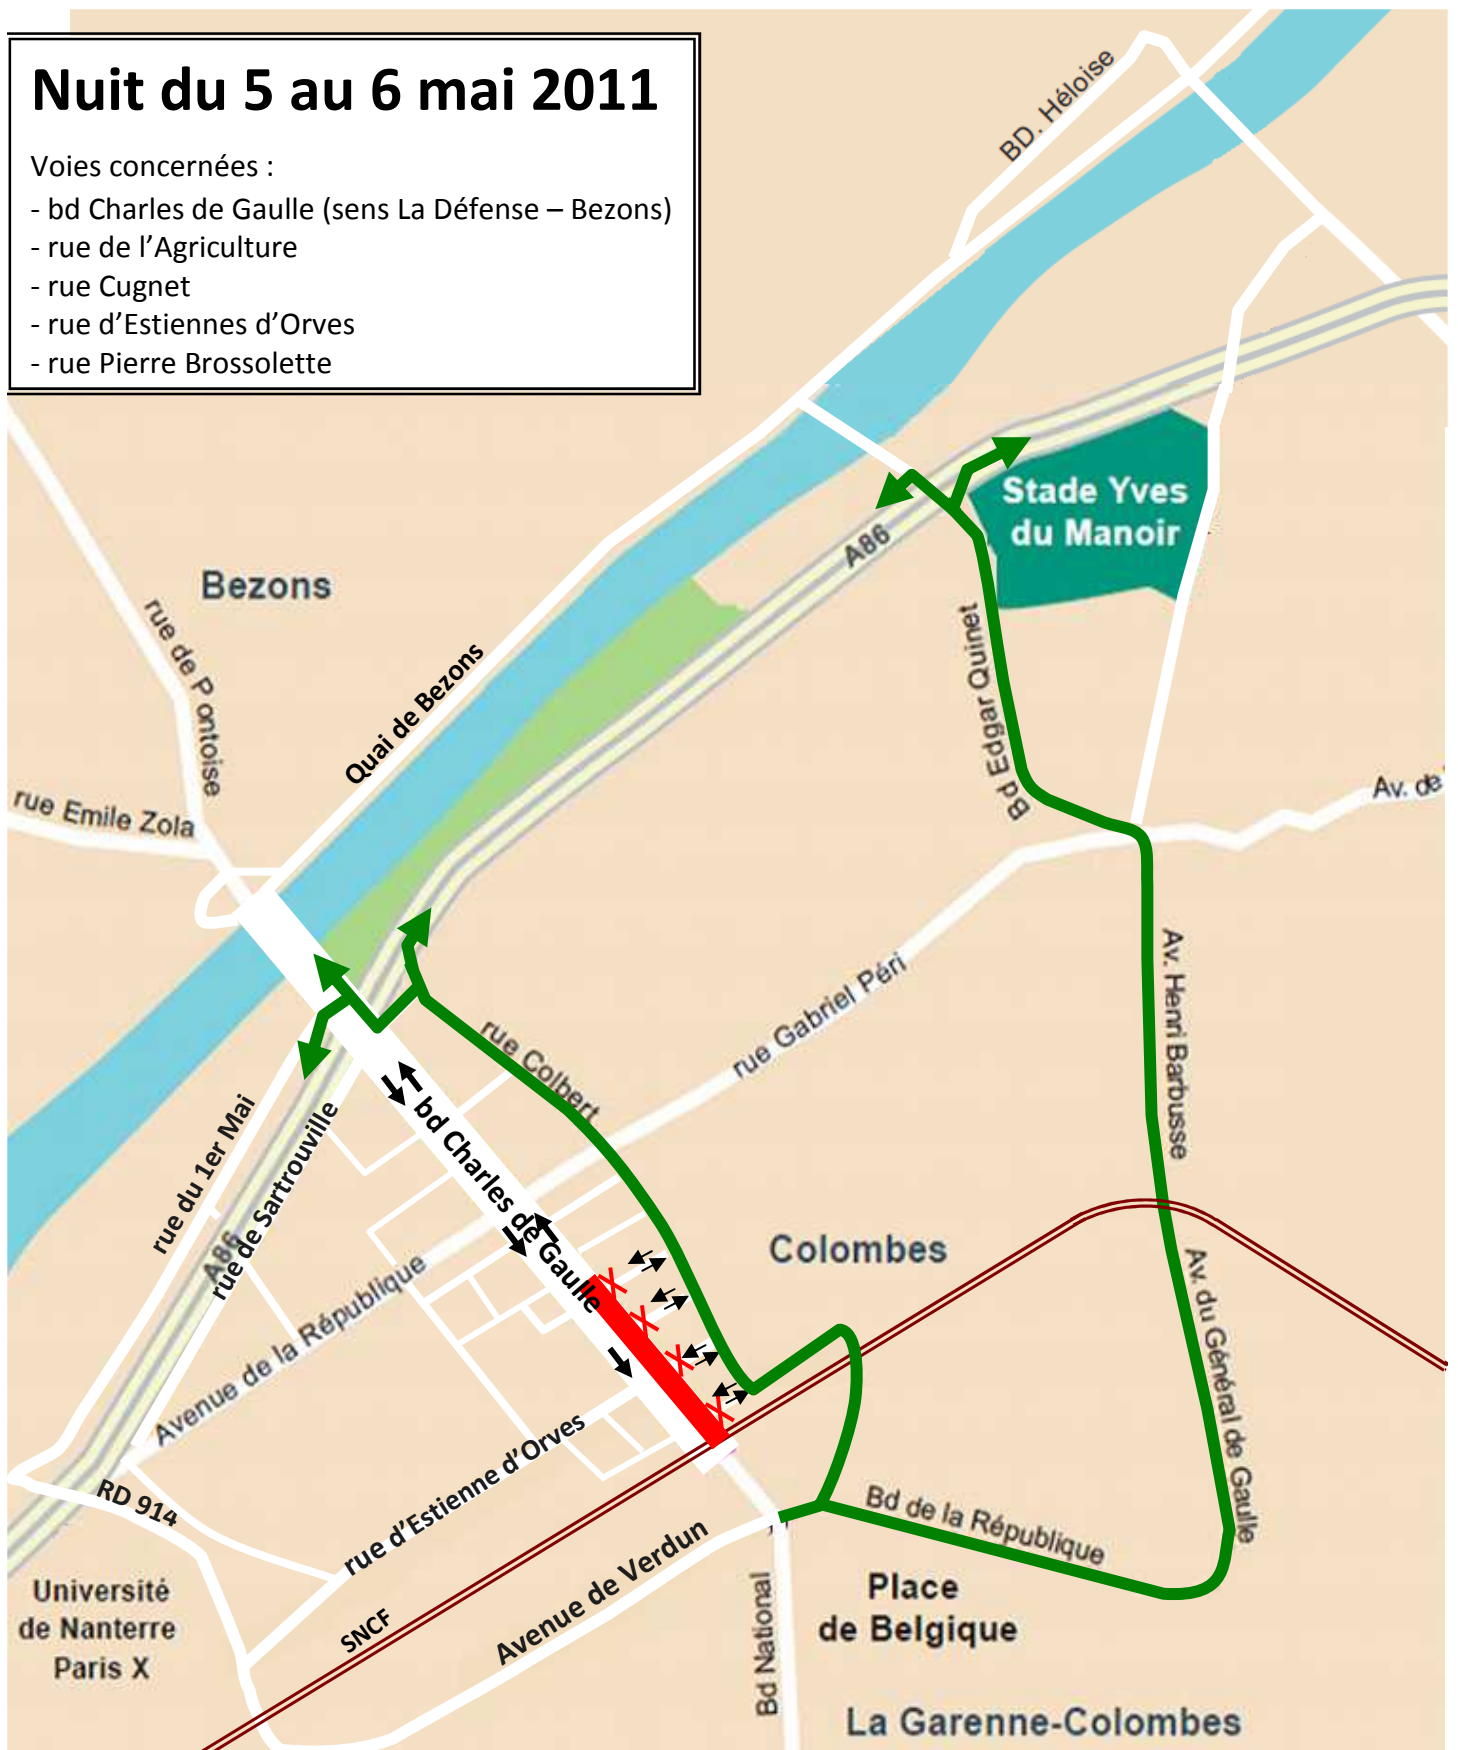 Nuit du 5 au 6 mai 2011
Voies concernées :
- bd Charles de Gaulle (sens La Défense – Bezons)
- rue de l’Agriculture
- rue Cugnet
- rue d’Estiennes d’Orves
- rue Pierre Brossolette
BD. Héloise
Stade Yves
du Manoir
A86
Bezons
rue de P ontoise
Quai de Bezons
Bd Edgar Quinet
rue Emile Zola
Av. de
rue Gabriel Péri
Av. Henri Barbusse
rue Colbert
bd Charles de Gaulle
rue du 1er Mai
rue de Sartrouville
A86
Colombes
Avenue de la République
Av. du Général de Gaulle
rue d’Estienne d’Orves
RD 914
Bd de la République
Avenue de Verdun
Université
de Nanterre
Paris X
SNCF
Bd National
Place
de Belgique
La Garenne-Colombes